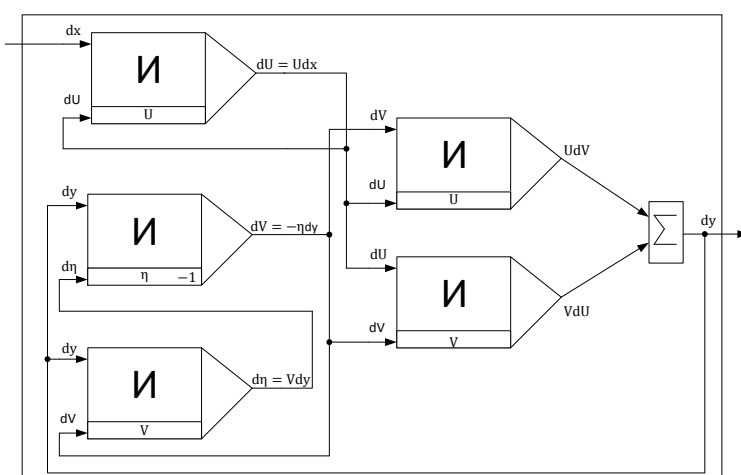 dx
И
dU = Udx
dU
U
dV
И
UdV
dU
U
dy
И
dV = −ηdy
dη
η −1
dy
∑
dU
И
VdU
dV
V
dy
И
dη = Vdy
dV
V